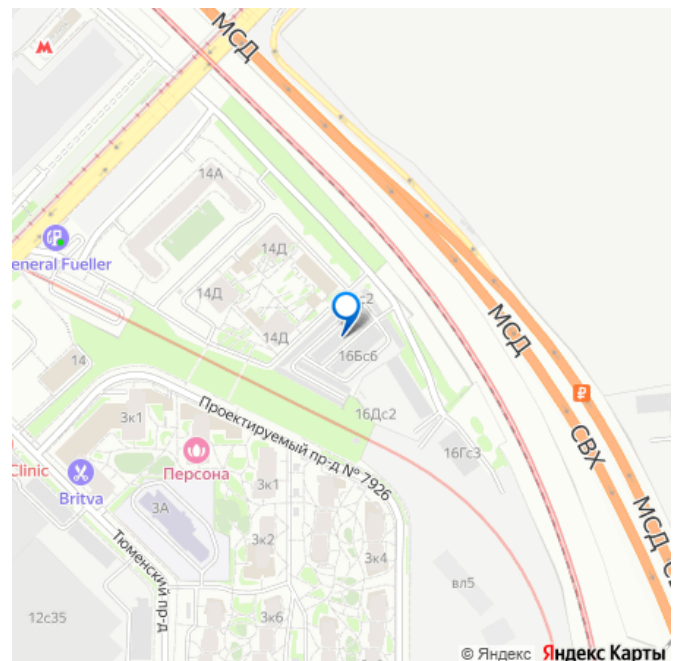 МСД
14А
General Fueller
14Д
14Д
14Д
16Бс6
14
16Дс2
МСД
3к1
Проектируемый пр-д № 7926
Персона
Clinic
Britva
16Гс3
СВХ
3к1
3А
3к2
3к4
МСД
Тюменский пр-д
12с35
3к6
вл5
© Яндекс Яндекс Карты